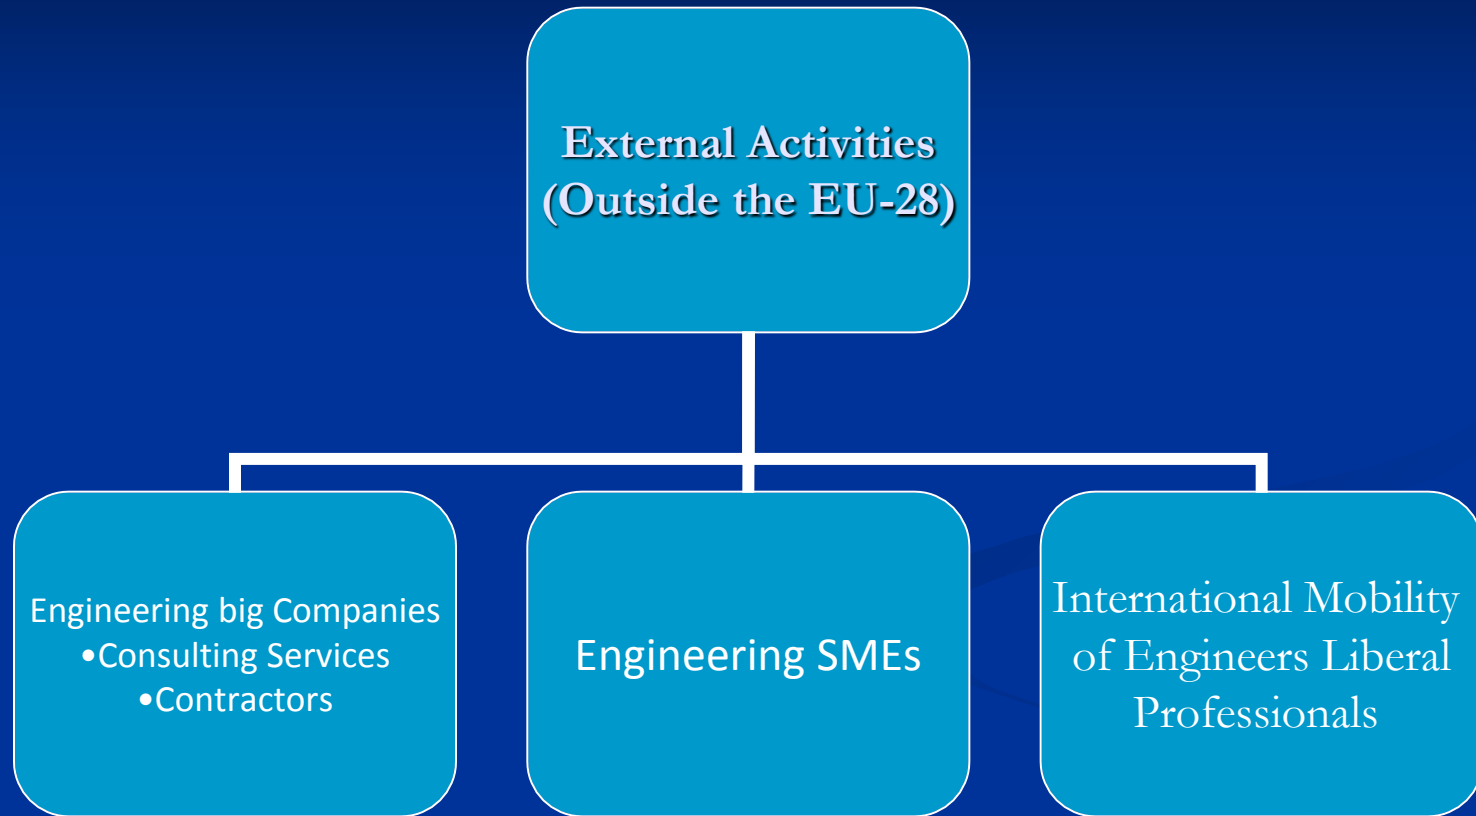 External Activities
(Outside the EU-28)
Engineering big Companies
•Consulting Services
•Contractors
Engineering SMEs
International Mobility
of Engineers Liberal
Professionals